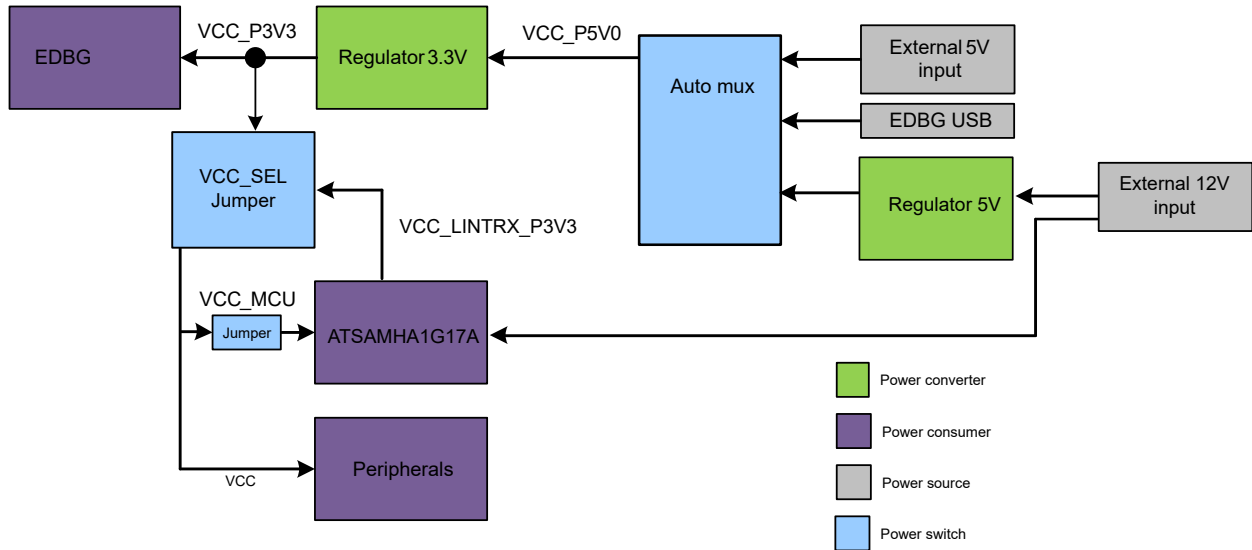 EDBG
VCC_P3V3
Regulator 3.3V
VCC_P5V0
Auto mux
External 5V
input
EDBG USB
Regulator 5V
External 12V
input
VCC_SEL
Jumper
VCC_LINTRX_P3V3
VCC_MCU
Jumper
ATSAMHA1G17A
VCC
Peripherals
Power converter
Power consumer
Power source
Power switch